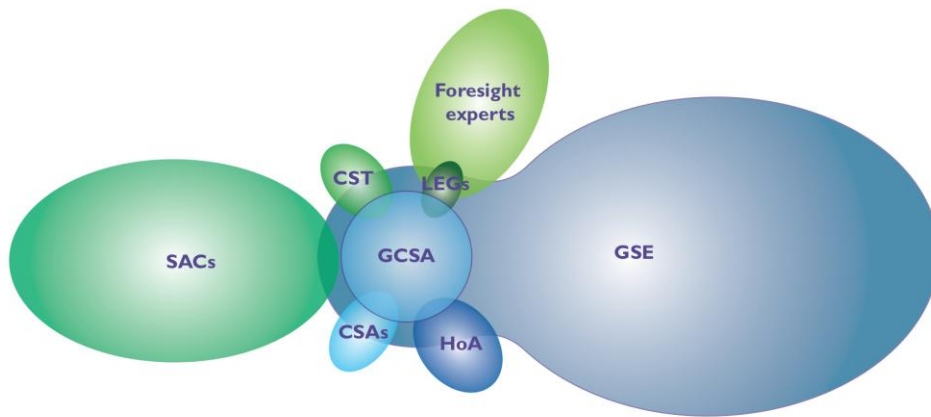 Foresight
experts
CST
LEGs
SACs
GCSA
GSE
CSAs
HoA